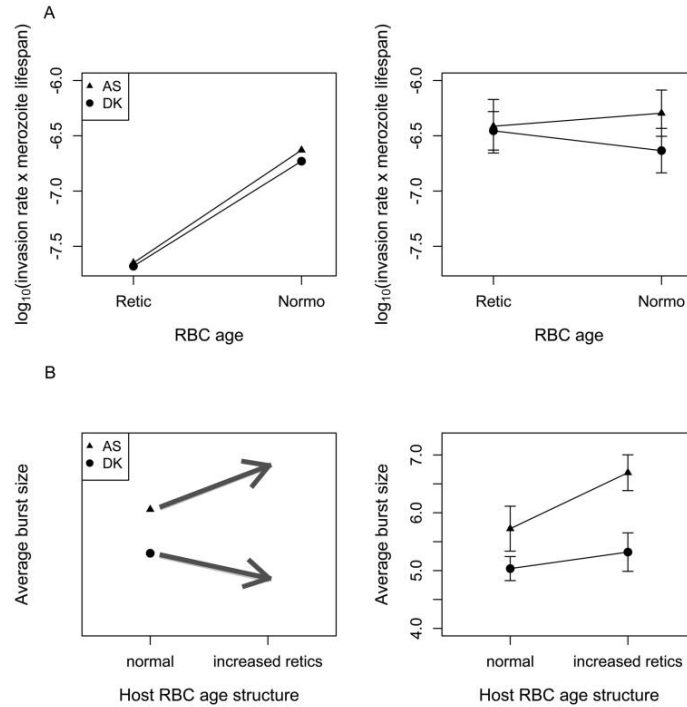 A
log10(invasion rate x merozoite lifespan)
-6.0
-6.5
-7.0
-7.5
AS
DK
Retic
Normo
RBC age
log10(invasion rate x merozoite lifespan)
-6.0
-6.5
-7.0
-7.5
Retic
Normo
RBC age
B
Average burst size
AS
DK
normal
increased retics
Host RBC age structure
Average burst size
7.0
6.0
5.0
4.0
normal
increased retics
Host RBC age structure